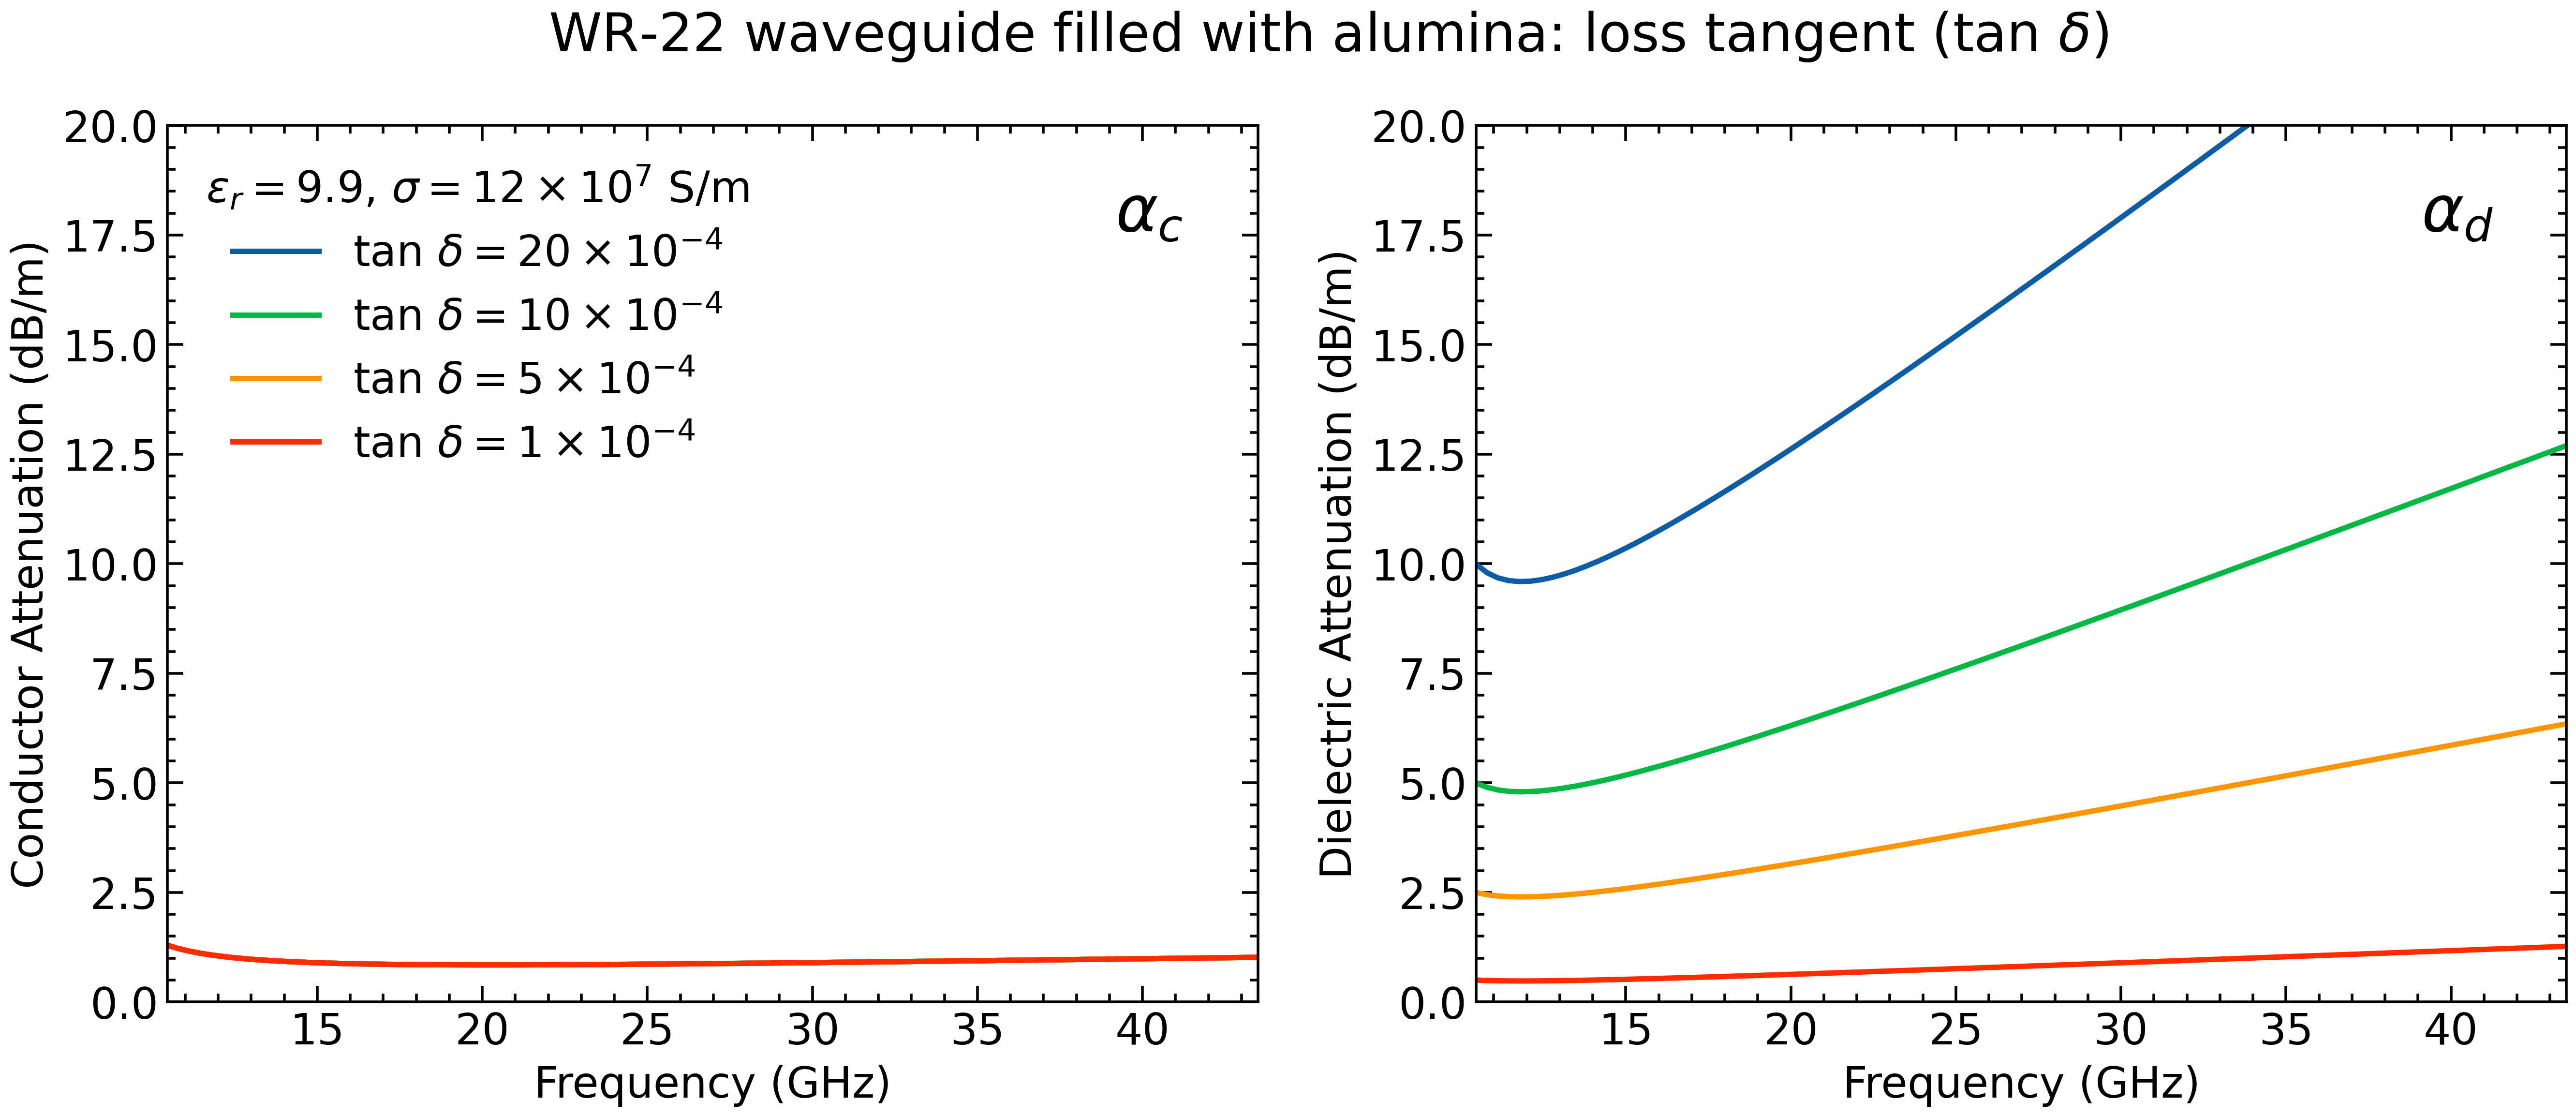 WR-22 waveguide filled with alumina: loss tangent (tan δ)
Conductor Attenuation (dB/m)
20.0
17.5
15.0
12.5
10.0
7.5
5.0
2.5
0.0
εᵣ = 9.9, σ = 12 × 10⁷ S/m
tan δ = 20 × 10⁻⁴
tan δ = 10 × 10⁻⁴
tan δ = 5 × 10⁻⁴
tan δ = 1 × 10⁻⁴
α_c
15 20 25 30 35 40
Frequency (GHz)
Dielectric Attenuation (dB/m)
20.0
17.5
15.0
12.5
10.0
7.5
5.0
2.5
0.0
α_d
15 20 25 30 35 40
Frequency (GHz)